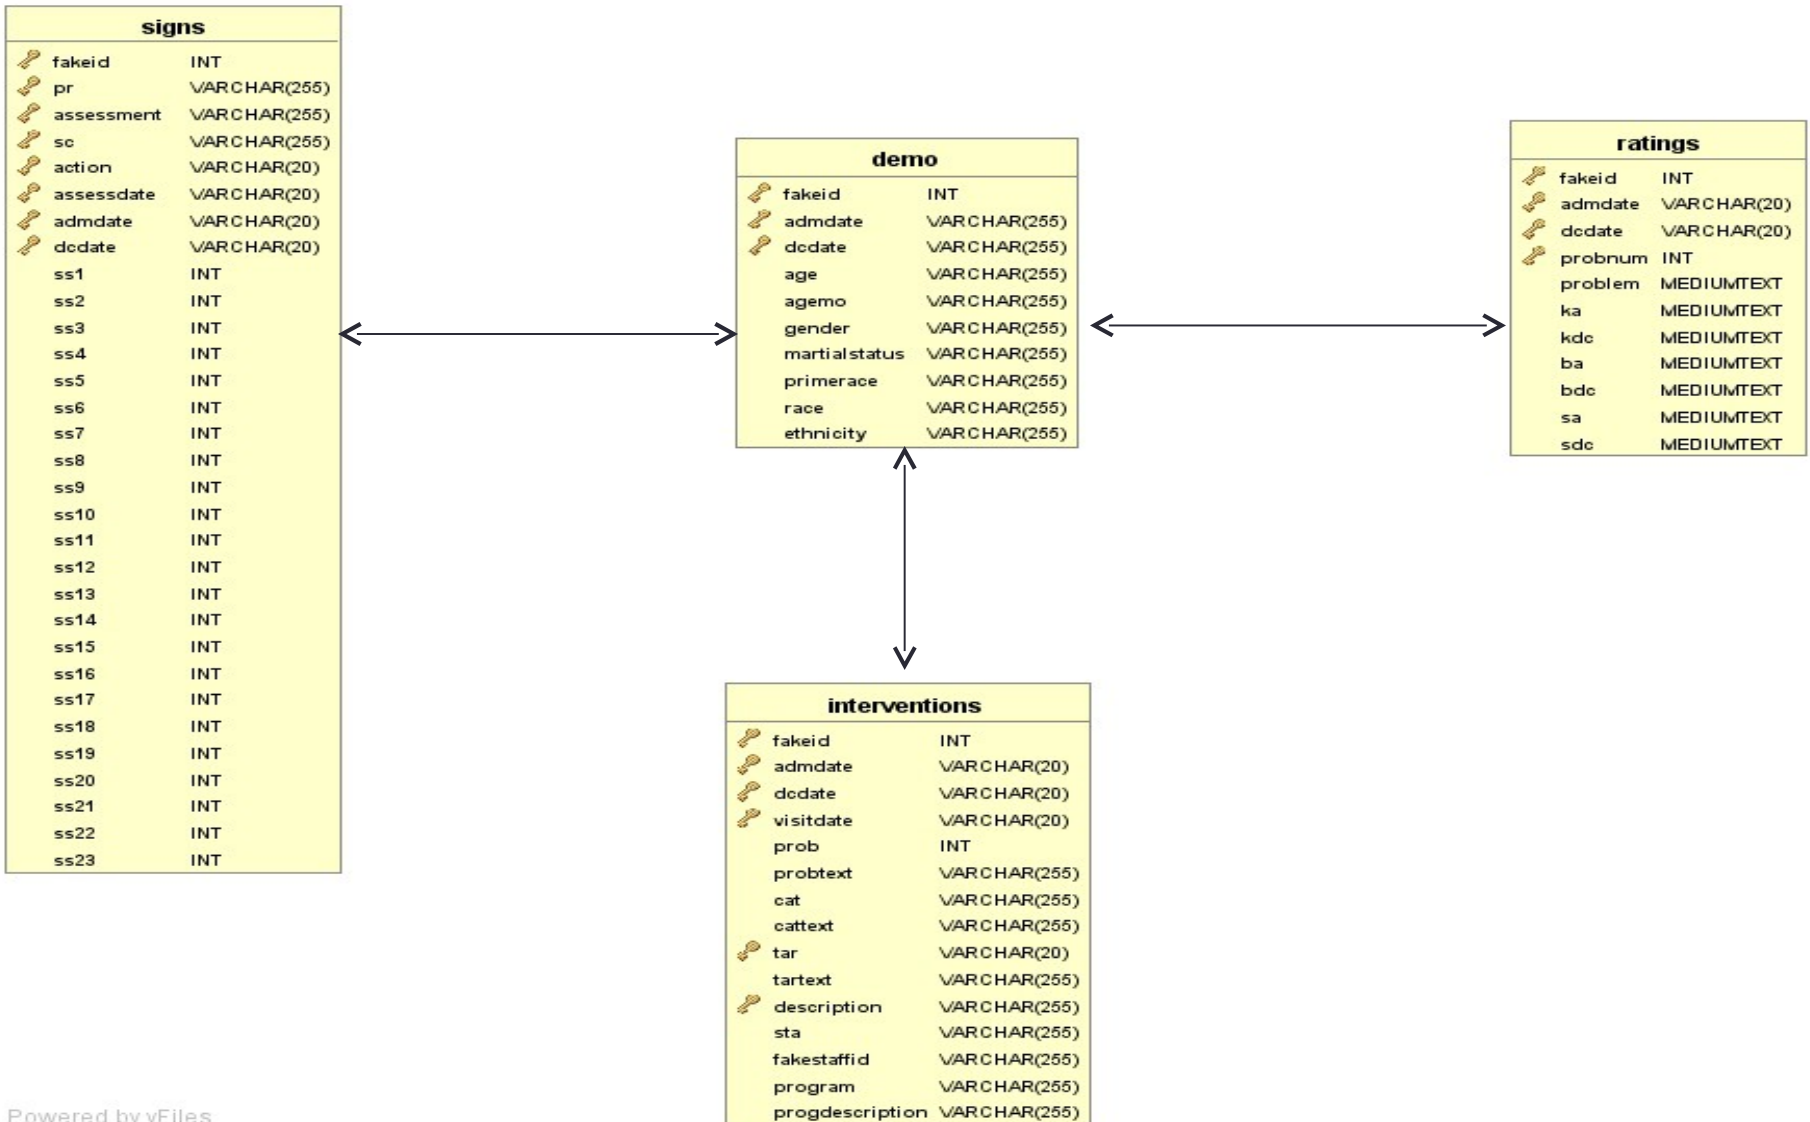 signs
fakeid INT
pr VARCHAR(255)
assessment VARCHAR(255)
sc VARCHAR(255)
action VARCHAR(20)
assessdate VARCHAR(20)
admdate VARCHAR(20)
dcdate VARCHAR(20)
ss1 INT
ss2 INT
ss3 INT
ss4 INT
ss5 INT
ss6 INT
ss7 INT
ss8 INT
ss9 INT
ss10 INT
ss11 INT
ss12 INT
ss13 INT
ss14 INT
ss15 INT
ss16 INT
ss17 INT
ss18 INT
ss19 INT
ss20 INT
ss21 INT
ss22 INT
ss23 INT
demo
fakeid INT
admdate VARCHAR(255)
dcdate VARCHAR(255)
age VARCHAR(255)
agemo VARCHAR(255)
gender VARCHAR(255)
martialstatus VARCHAR(255)
primerace VARCHAR(255)
race VARCHAR(255)
ethnicity VARCHAR(255)
ratings
fakeid INT
admdate VARCHAR(20)
dcdate VARCHAR(20)
probnum INT
problem MEDIUMTEXT
ka MEDIUMTEXT
kdc MEDIUMTEXT
ba MEDIUMTEXT
bdc MEDIUMTEXT
sa MEDIUMTEXT
sdc MEDIUMTEXT
interventions
fakeid INT
admdate VARCHAR(20)
dcdate VARCHAR(20)
visitdate VARCHAR(20)
prob INT
probtext VARCHAR(255)
cat VARCHAR(255)
cattext VARCHAR(255)
tar VARCHAR(20)
tartext VARCHAR(255)
description VARCHAR(255)
sta VARCHAR(255)
fakestaffid VARCHAR(255)
program VARCHAR(255)
progdescription VARCHAR(255)
Powered by yFiles